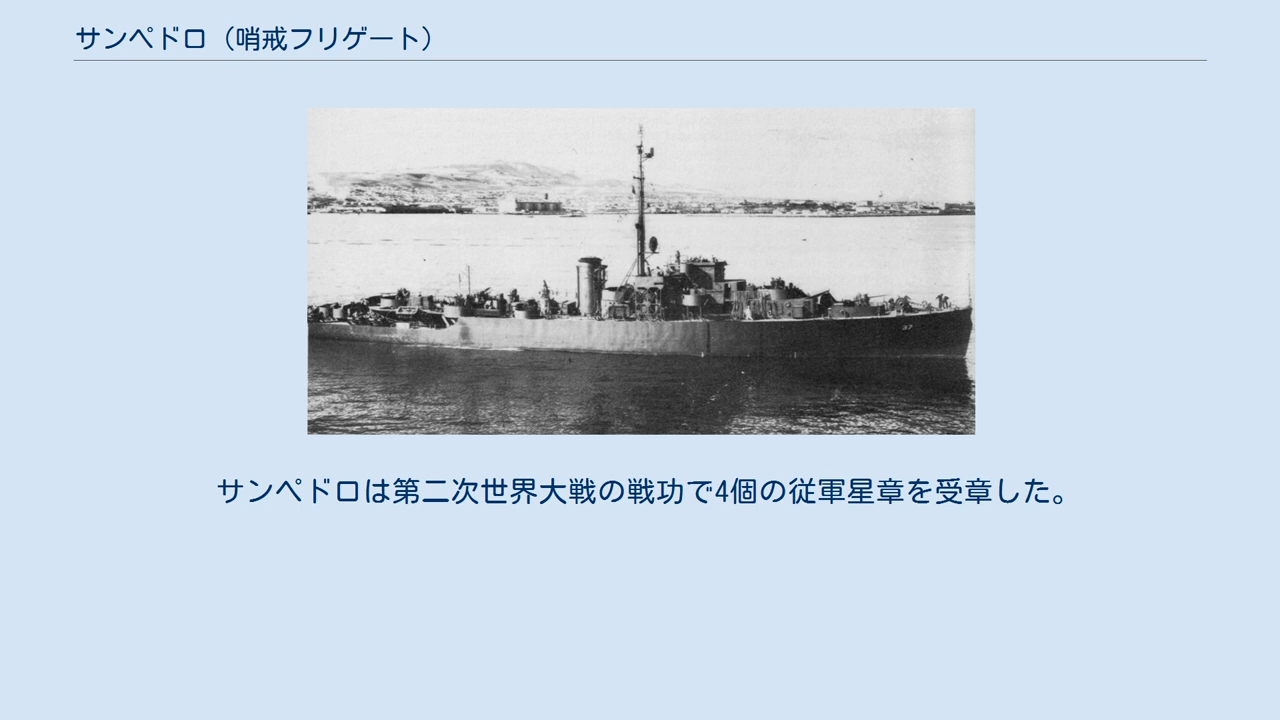 サンペドロ（哨戒フリゲート）
37
サンペドロは第二次世界大戦の戦功で4個の従軍星章を受章した。